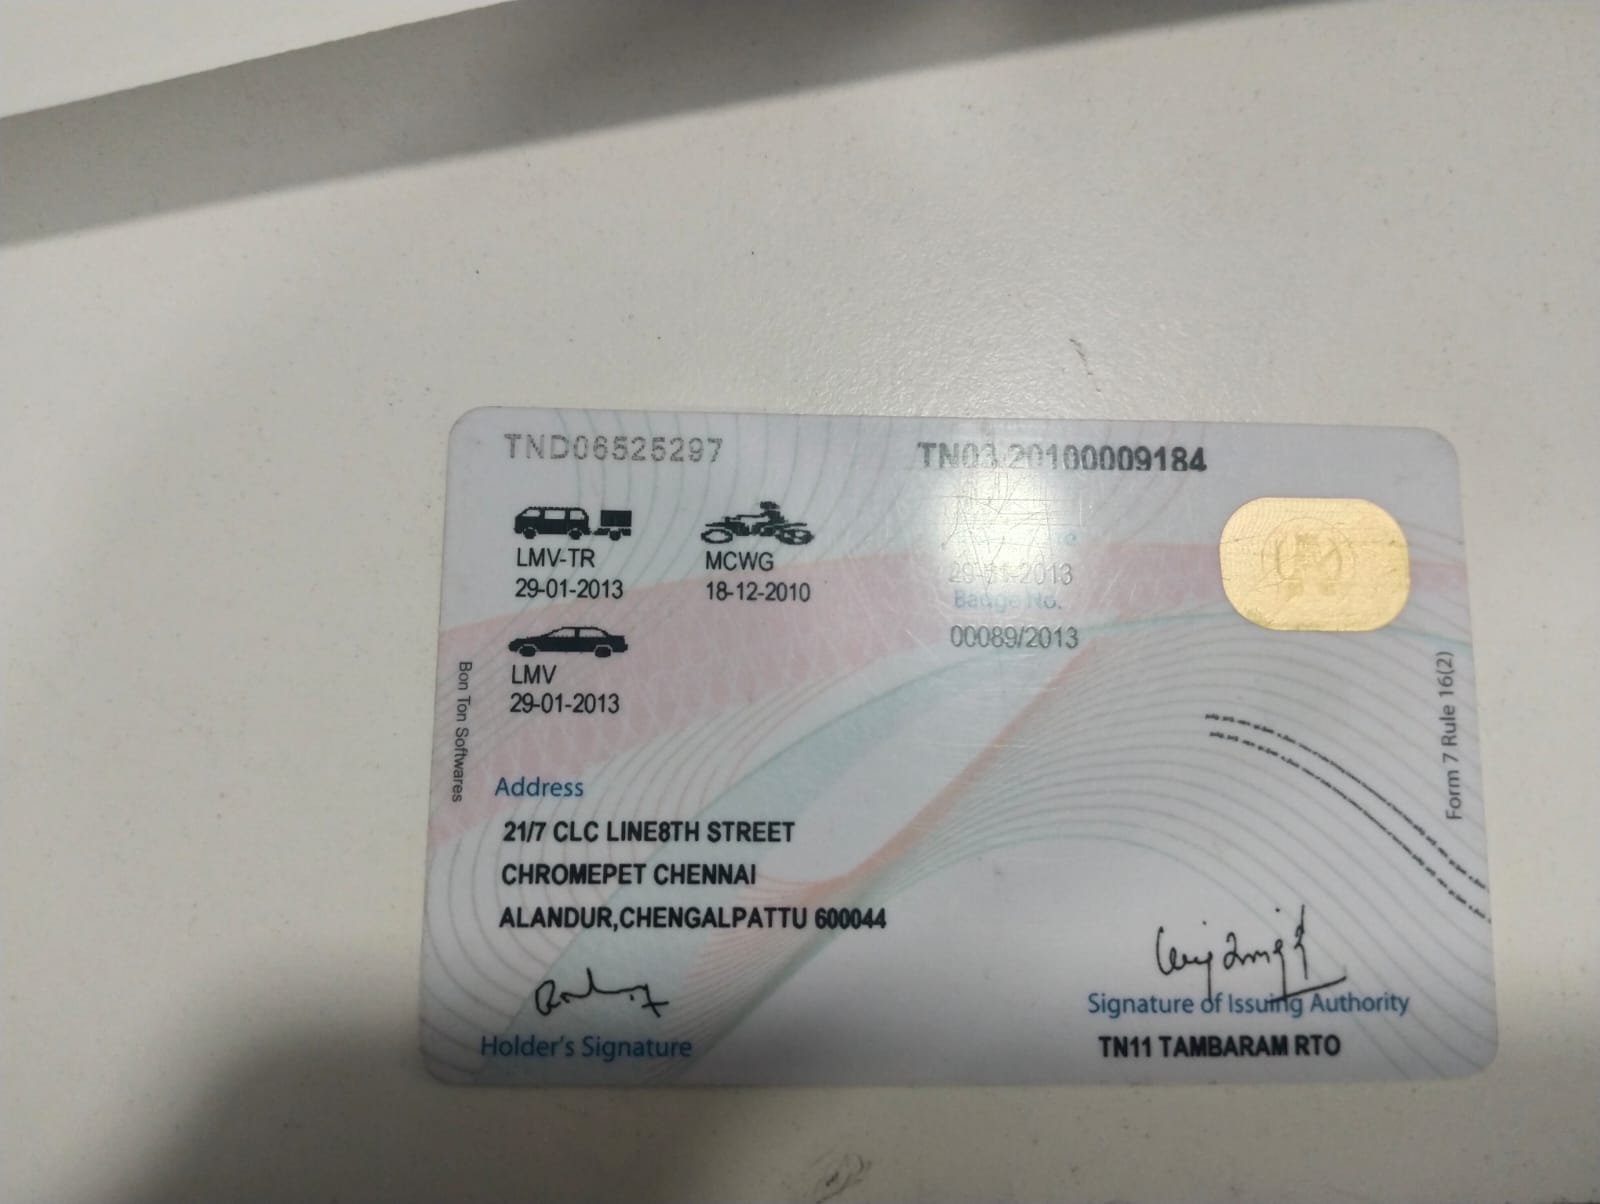 TND06525297
TN03 20100009184
LMV-TR
29-01-2013
MCWG
18-12-2010
29-01-2013
Badge No.
00089/2013
LMV
29-01-2013
Bon Ton Softwares
Form 7 Rule 16(2)
Address
21/7 CLC LINE8TH STREET
CHROMEPET CHENNAI
ALANDUR,CHENGALPATTU 600044
Holder's Signature
Signature of Issuing Authority
TN11 TAMBARAM RTO